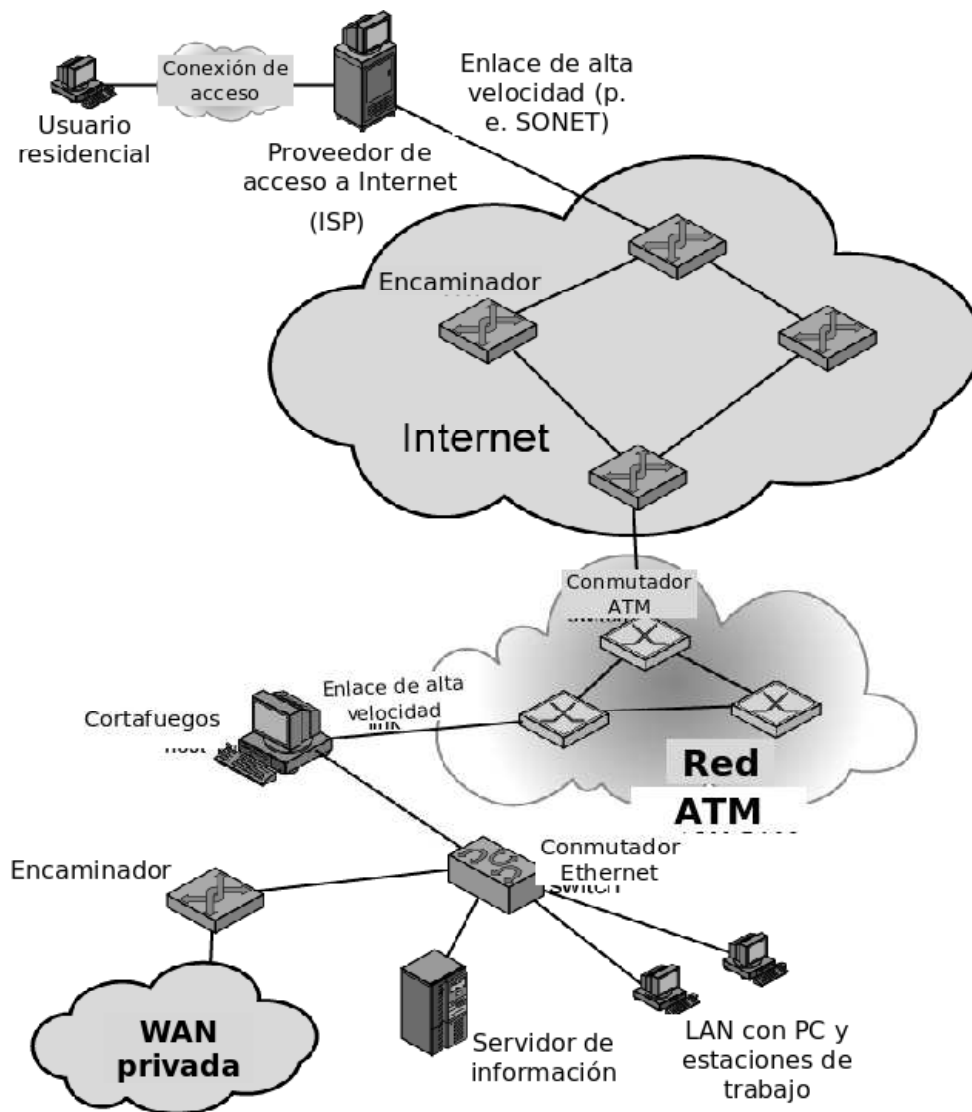 Conexión de
acceso
Usuario
residencial
Proveedor de
acceso a Internet
(ISP)
Enlace de alta
velocidad (p.
e. SONET)
Encaminador
Internet
Conmutador
ATM
Enlace de alta
velocidad
Cortafuegos
Red
ATM
Conmutador
Ethernet
Encaminador
WAN
privada
Servidor de
información
LAN con PC y
estaciones de
trabajo